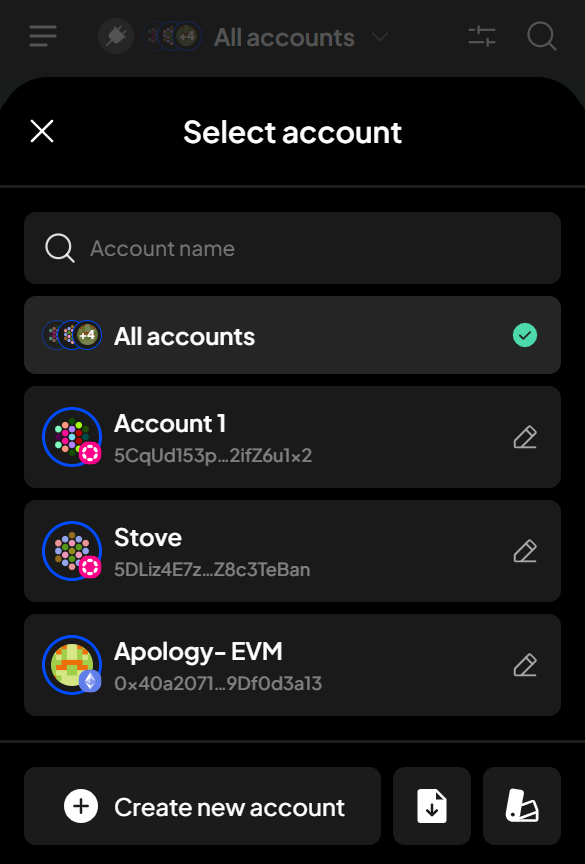 +4 All accounts
Select account
Account name
+4 All accounts
Account 1
5CqUd153p...2ifZ6u1x2
Stove
5DLiz4E7z...Z8c3TeBan
Apology- EVM
0x40a2071...9Df0d3a13
Create new account